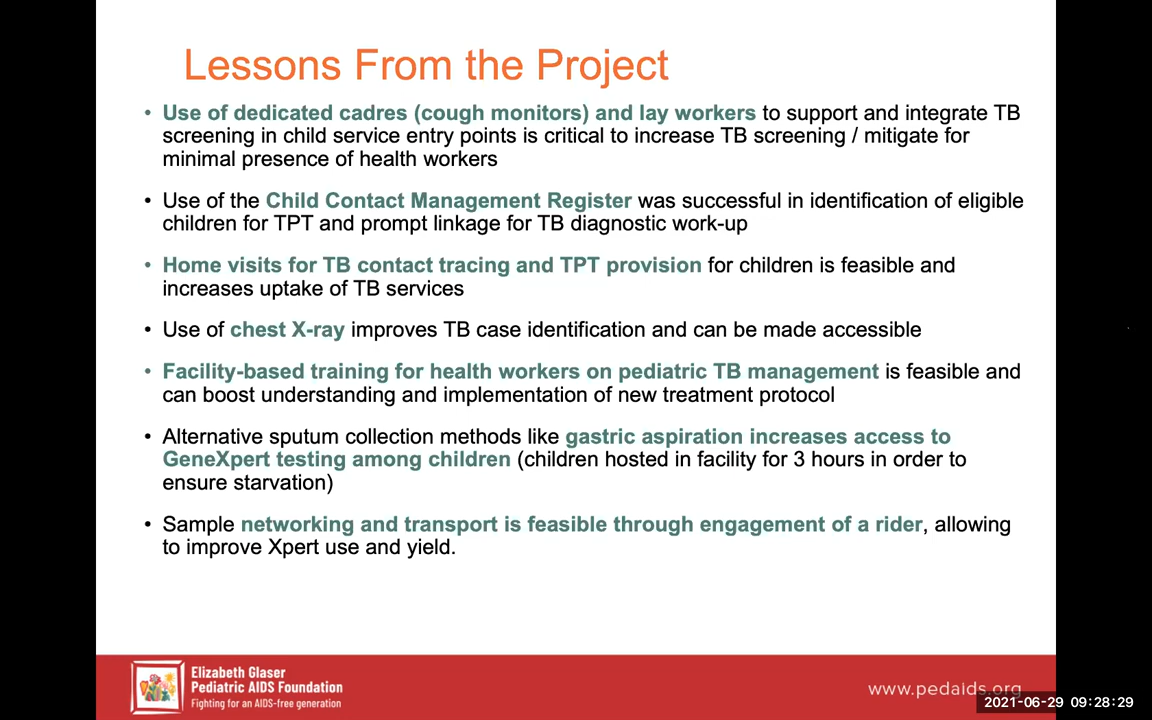 Lessons From the Project
• Use of dedicated cadres (cough monitors) and lay workers to support and integrate TB
screening in child service entry points is critical to increase TB screening / mitigate for
minimal presence of health workers
• Use of the Child Contact Management Register was successful in identification of eligible
children for TPT and prompt linkage for TB diagnostic work-up
• Home visits for TB contact tracing and TPT provision for children is feasible and
increases uptake of TB services
• Use of chest X-ray improves TB case identification and can be made accessible
• Facility-based training for health workers on pediatric TB management is feasible and
can boost understanding and implementation of new treatment protocol
• Alternative sputum collection methods like gastric aspiration increases access to
GeneXpert testing among children (children hosted in facility for 3 hours in order to
ensure starvation)
• Sample networking and transport is feasible through engagement of a rider, allowing
to improve Xpert use and yield.
Elizabeth Glaser
Pediatric AIDS Foundation
Fighting for an AIDS-free generation
www.pedaids.org
2021-06-29 09:28:29